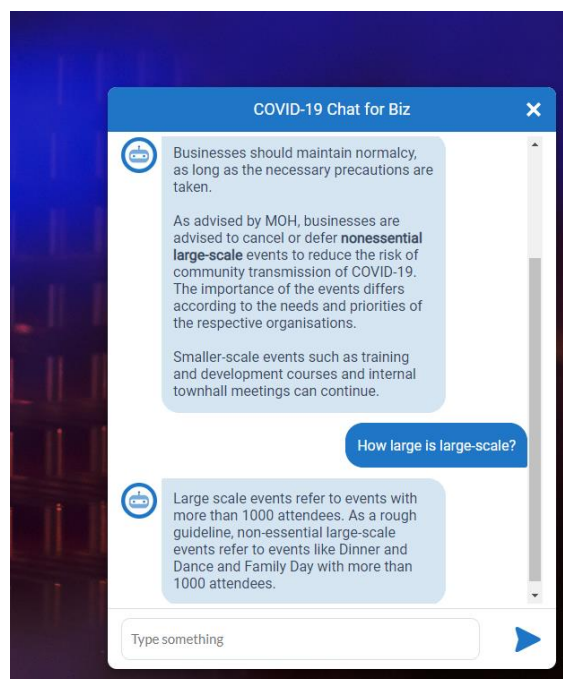 COVID-19 Chat for Biz
Businesses should maintain normalcy,
as long as the necessary precautions are
taken.
As advised by MOH, businesses are
advised to cancel or defer nonessential
large-scale events to reduce the risk of
community transmission of COVID-19.
The importance of the events differs
according to the needs and priorities of
the respective organisations.
Smaller-scale events such as training
and development courses and internal
townhall meetings can continue.
How large is large-scale?
Large scale events refer to events with
more than 1000 attendees. As a rough
guideline, non-essential large-scale
events refer to events like Dinner and
Dance and Family Day with more than
1000 attendees.
Type something